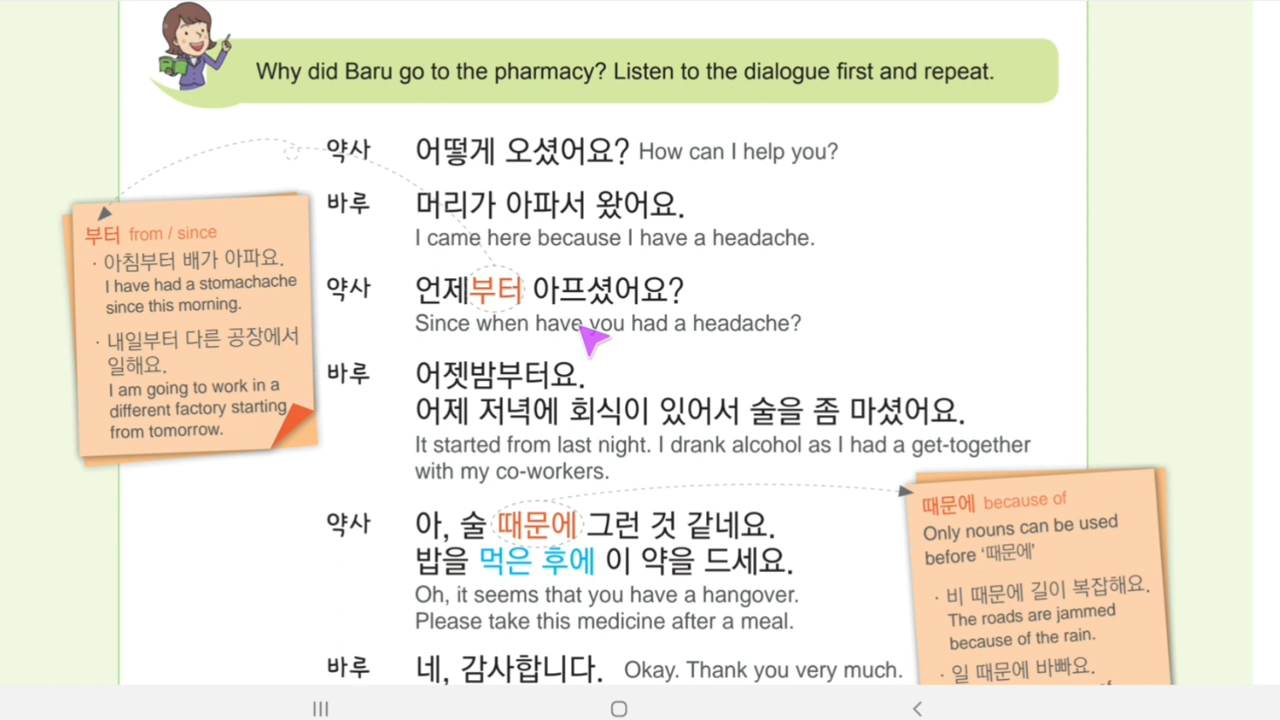 Why did Baru go to the pharmacy? Listen to the dialogue first and repeat.
약사 어떻게 오셨어요? How can I help you?
바루 머리가 아파서 왔어요.
I came here because I have a headache.
약사 언제부터 아프셨어요?
Since when have you had a headache?
바루 어젯밤부터요.
어제 저녁에 회식이 있어서 술을 좀 마셨어요.
It started from last night. I drank alcohol as I had a get-together
with my co-workers.
약사 아, 술 때문에 그런 것 같네요.
밥을 먹은 후에 이 약을 드세요.
Oh, it seems that you have a hangover.
Please take this medicine after a meal.
바루 네, 감사합니다. Okay. Thank you very much.
부터 from / since
· 아침부터 배가 아파요.
I have had a stomachache
since this morning.
· 내일부터 다른 공장에서
일해요.
I am going to work in a
different factory starting
from tomorrow.
때문에 because of
Only nouns can be used
before ‘때문에’
· 비 때문에 길이 복잡해요.
The roads are jammed
because of the rain.
· 일 때문에 바빠요.